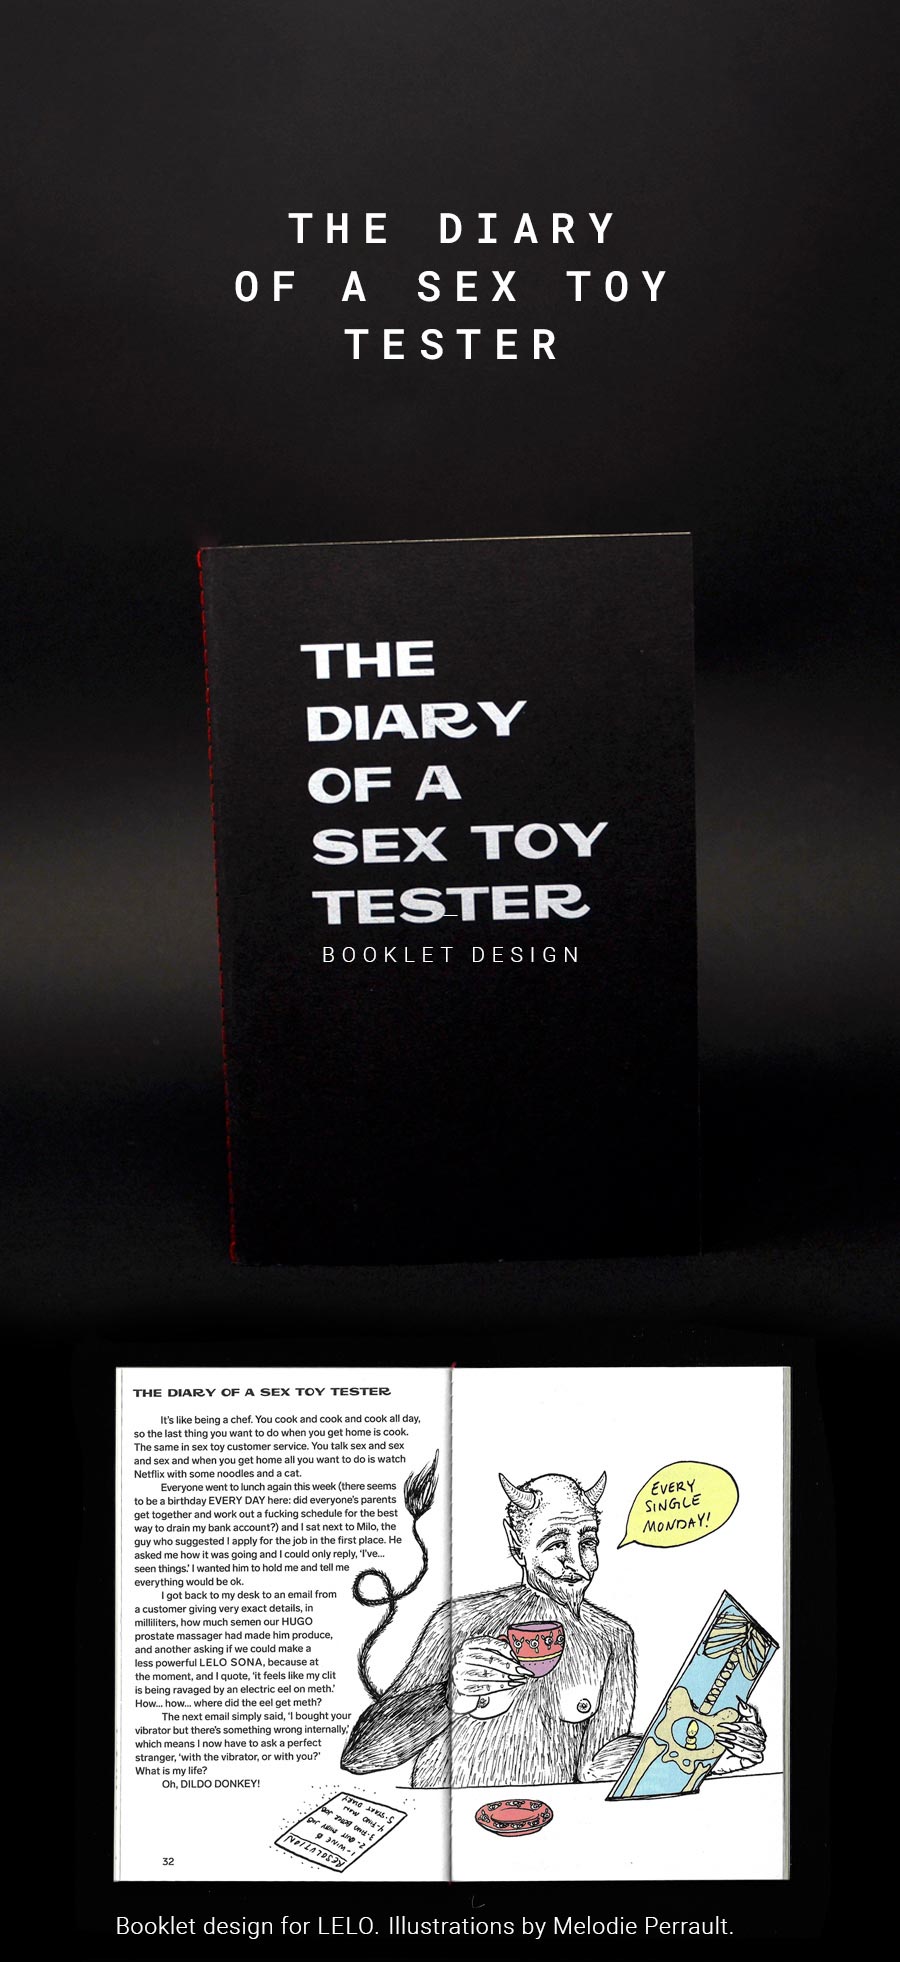 THE DIARY
OF A SEX TOY
TESTER
THE
DIARY
OF A
SEX TOY
TESTER
BOOKLET DESIGN
THE DIARY OF A SEX TOY TESTER
It's like being a chef. You cook and cook and cook all day,
so the last thing you want to do when you get home is cook.
The same in sex toy customer service. You talk sex and sex
and sex and when you get home all you want to do is watch
Netflix with some noodles and a cat.
Everyone went to lunch again this week (there seems
to be a birthday EVERY DAY here: did everyone's parents
get together and work out a fucking schedule for the best
way to drain my bank account?) and I sat next to Milo, the
guy who suggested I apply for the job in the first place. He
asked me how it was going and I could only reply, 'I've...
seen things.' I wanted him to hold me and tell me
everything would be ok.
I got back to my desk to an email from
a customer giving very exact details, in
milliliters, how much semen our HUGO
prostate massager had made him produce,
and another asking if we could make a
less powerful LELO SONA, because at
the moment, and I quote, 'it feels like my clit
is being ravaged by an electric eel on meth.'
How... how... where did the eel get meth?
The next email simply said, 'I bought your
vibrator but there's something wrong internally,'
which means I now have to ask a perfect
stranger, 'with the vibrator, or with you?'
What is my life?
Oh, DILDO DONKEY!
32
EVERY
SINGLE
MONDAY!
RESOLUTION
1- WINE
2- QUIT
3- FIND
4- FIND MAN
5- START DIARY
Booklet design for LELO. Illustrations by Melodie Perrault.